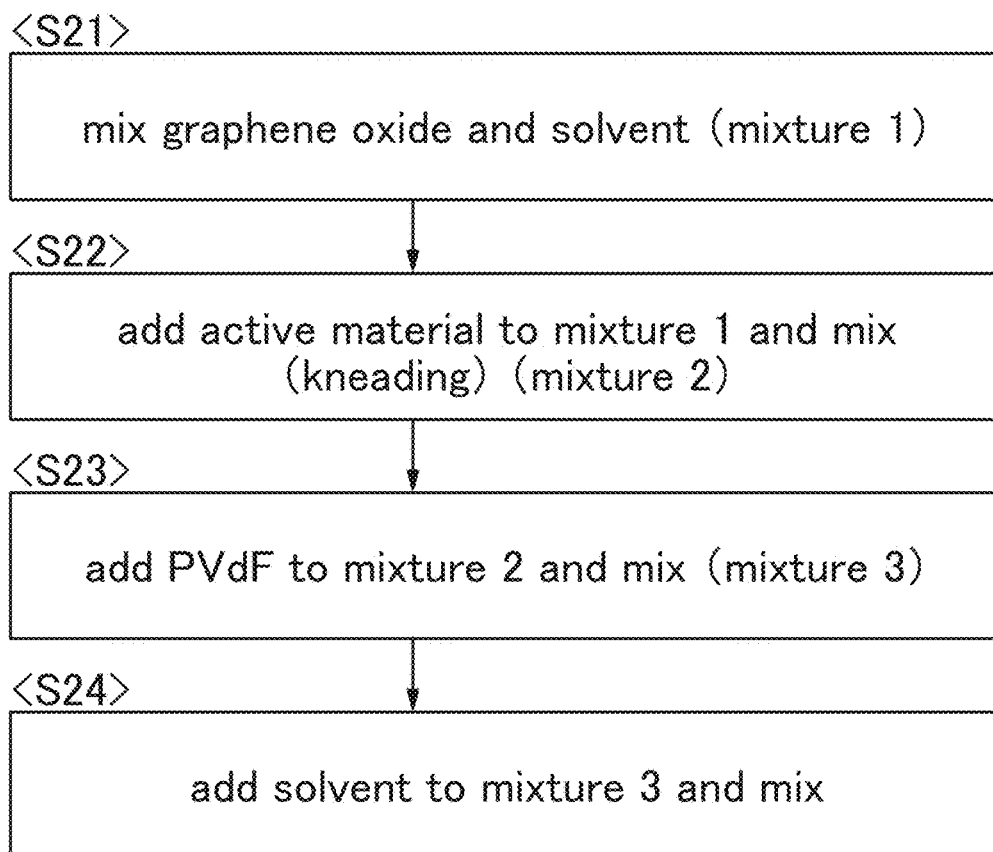 <S21>
mix graphene oxide and solvent (mixture 1)
<S22>
add active material to mixture 1 and mix
(kneading) (mixture 2)
<S23>
add PVdF to mixture 2 and mix (mixture 3)
<S24>
add solvent to mixture 3 and mix